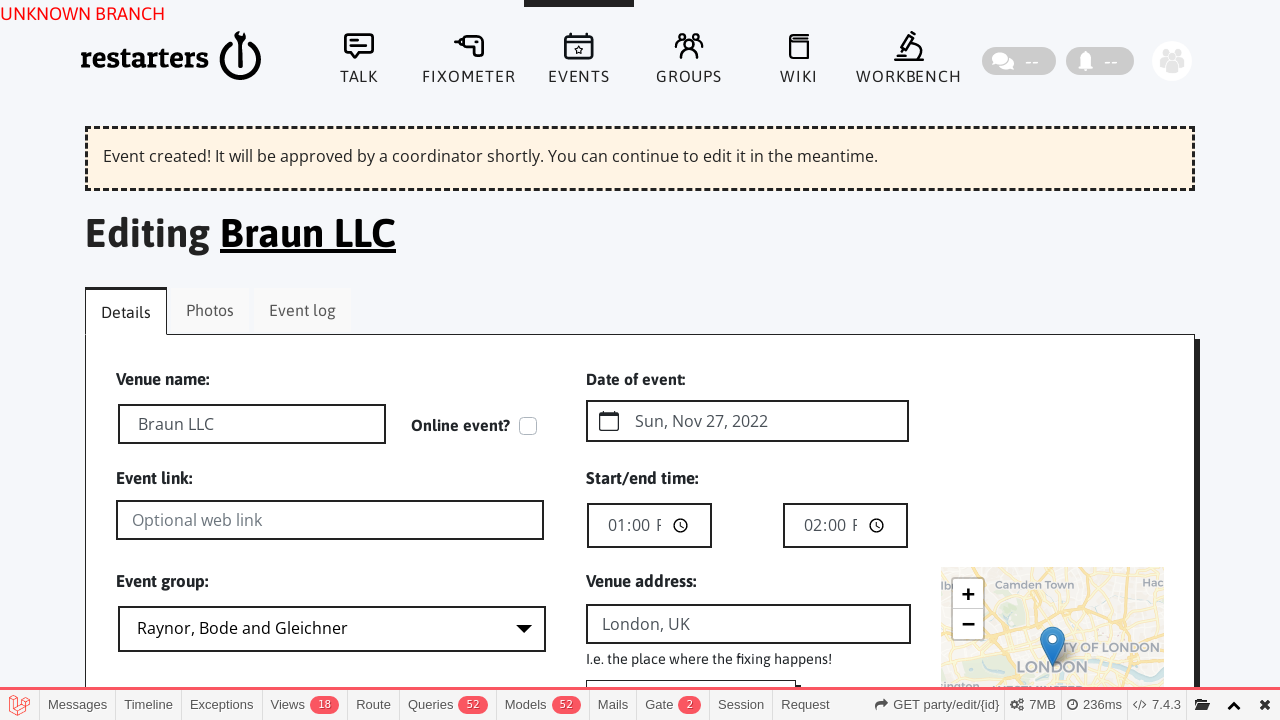 UNKNOWN BRANCH
restarters
TALK
FIXOMETER
EVENTS
GROUPS
WIKI
WORKBENCH
--
--
Event created! It will be approved by a coordinator shortly. You can continue to edit it in the meantime.
Editing Braun LLC
Details
Photos
Event log
Venue name:
Braun LLC
Online event?
Date of event:
Sun, Nov 27, 2022
Event link:
Optional web link
Start/end time:
01:00
02:00
Event group:
Raynor, Bode and Gleichner
Venue address:
London, UK
I.e. the place where the fixing happens!
+
−
Camden Town
Hac
TY OF LONDON
LONDON
Messages
Timeline
Exceptions
Views 18
Route
Queries 52
Models 52
Mails
Gate 2
Session
Request
GET party/edit/{id}
7MB
236ms
7.4.3